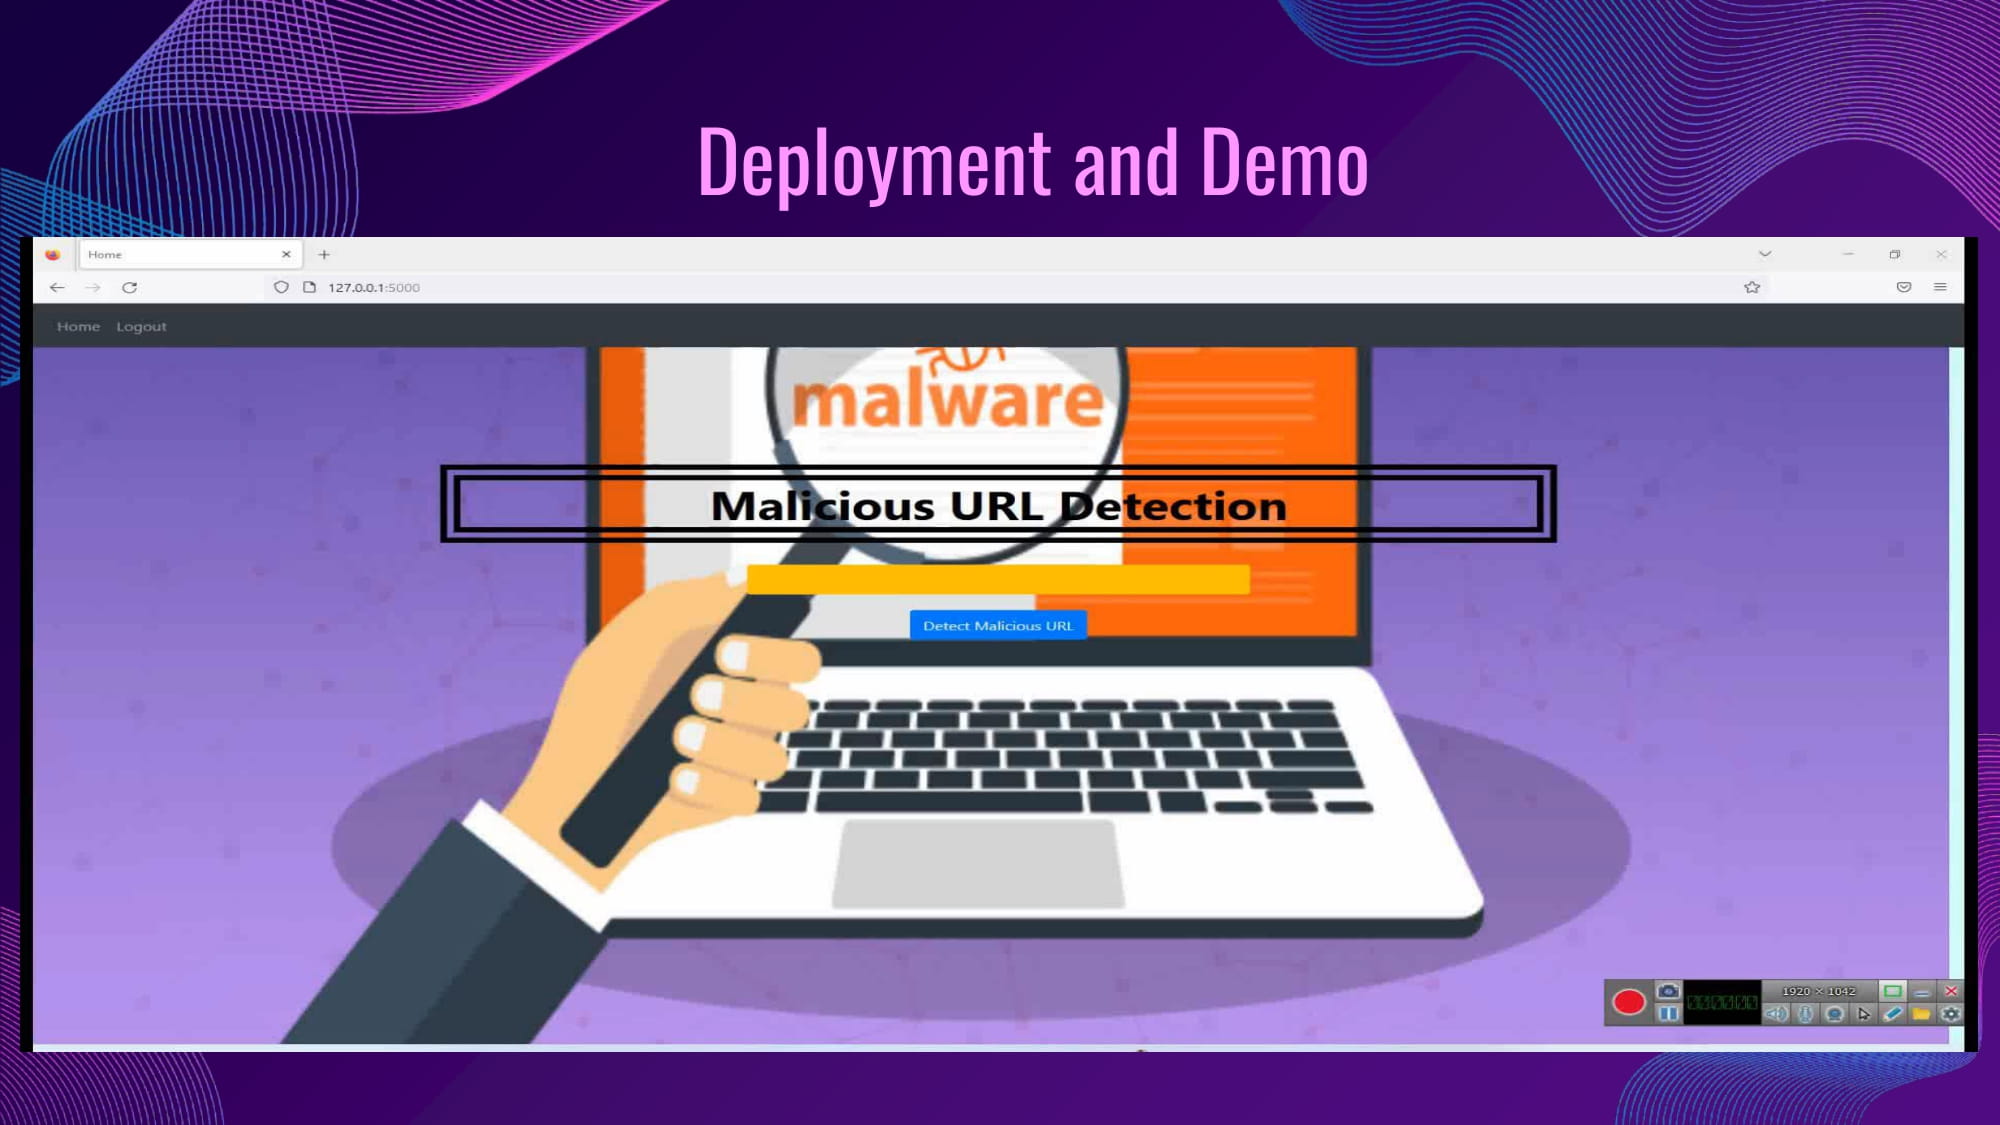 Deployment and Demo
Home
127.0.0.1:5000
Home Logout
malware
Malicious URL Detection
Detect Malicious URL
1920 × 1042